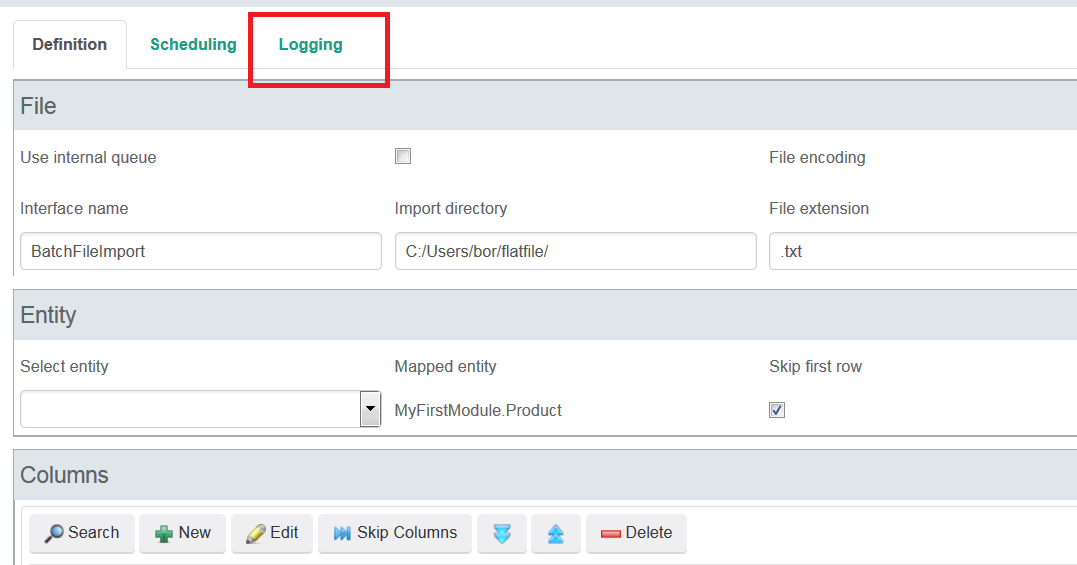 Definition Scheduling Logging
File
Use internal queue File encoding
Interface name Import directory File extension
BatchFileImport C:/Users/bor/flatfile/ .txt
Entity
Select entity Mapped entity Skip first row
MyFirstModule.Product
Columns
Search New Edit Skip Columns Delete